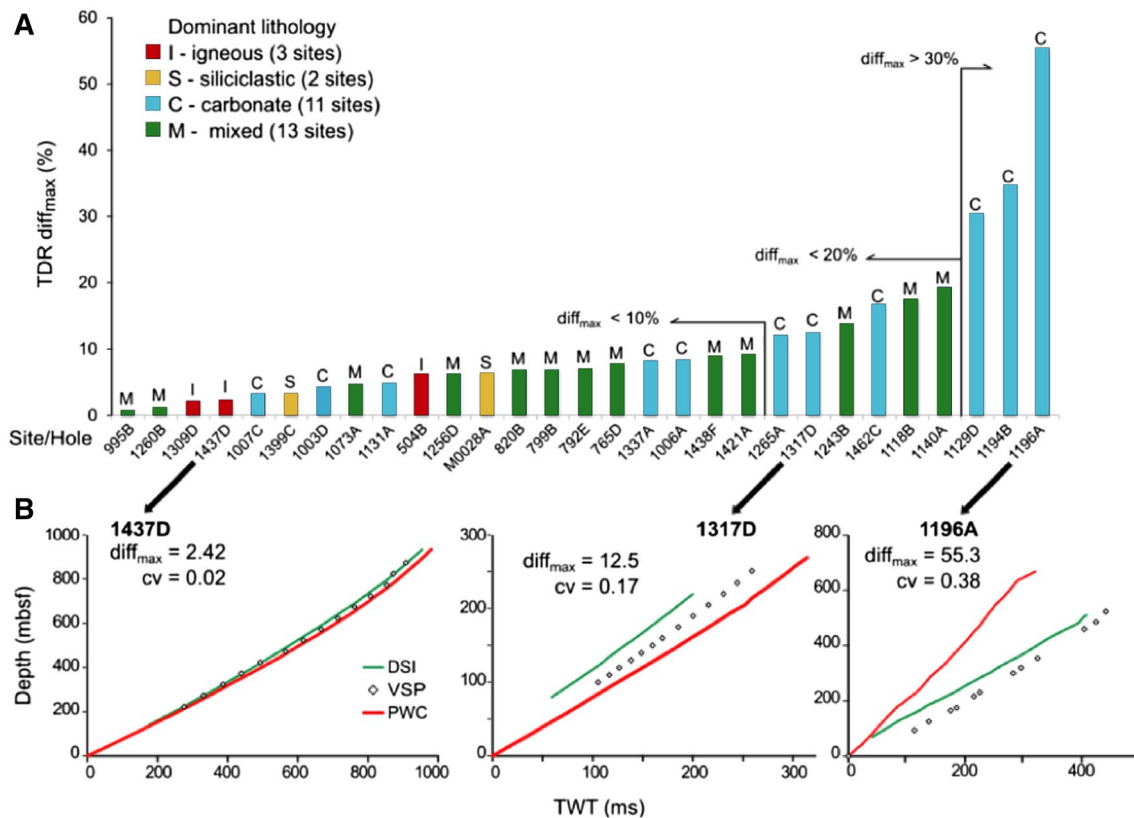 A
60
50
40
30
20
10
0
TDR diffmax (%)
Dominant lithology
I - igneous (3 sites)
S - siliciclastic (2 sites)
C - carbonate (11 sites)
M - mixed (13 sites)
diffmax > 30%
diffmax < 20%
diffmax < 10%
M M I I C S C M C I M S M M M M C C M M C C M C M M C C C
Site/Hole 995B 1260B 1309D 1437D 1007C 1399C 1003D 1073A 1131A 504B 1256D M0028A 820B 799B 792E 765D 1337A 1006A 1438F 1421A 1265A 1317D 1243B 1462C 1118B 1140A 1129D 1194B 1196A
B
1437D
diffmax = 2.42
cv = 0.02
1000
800
600
400
200
0
Depth (mbsf)
DSI
VSP
PWC
0 200 400 600 800 1000
1317D
diffmax = 12.5
cv = 0.17
300
200
100
0
0 100 200 300
1196A
diffmax = 55.3
cv = 0.38
800
600
400
200
0
0 200 400
TWT (ms)